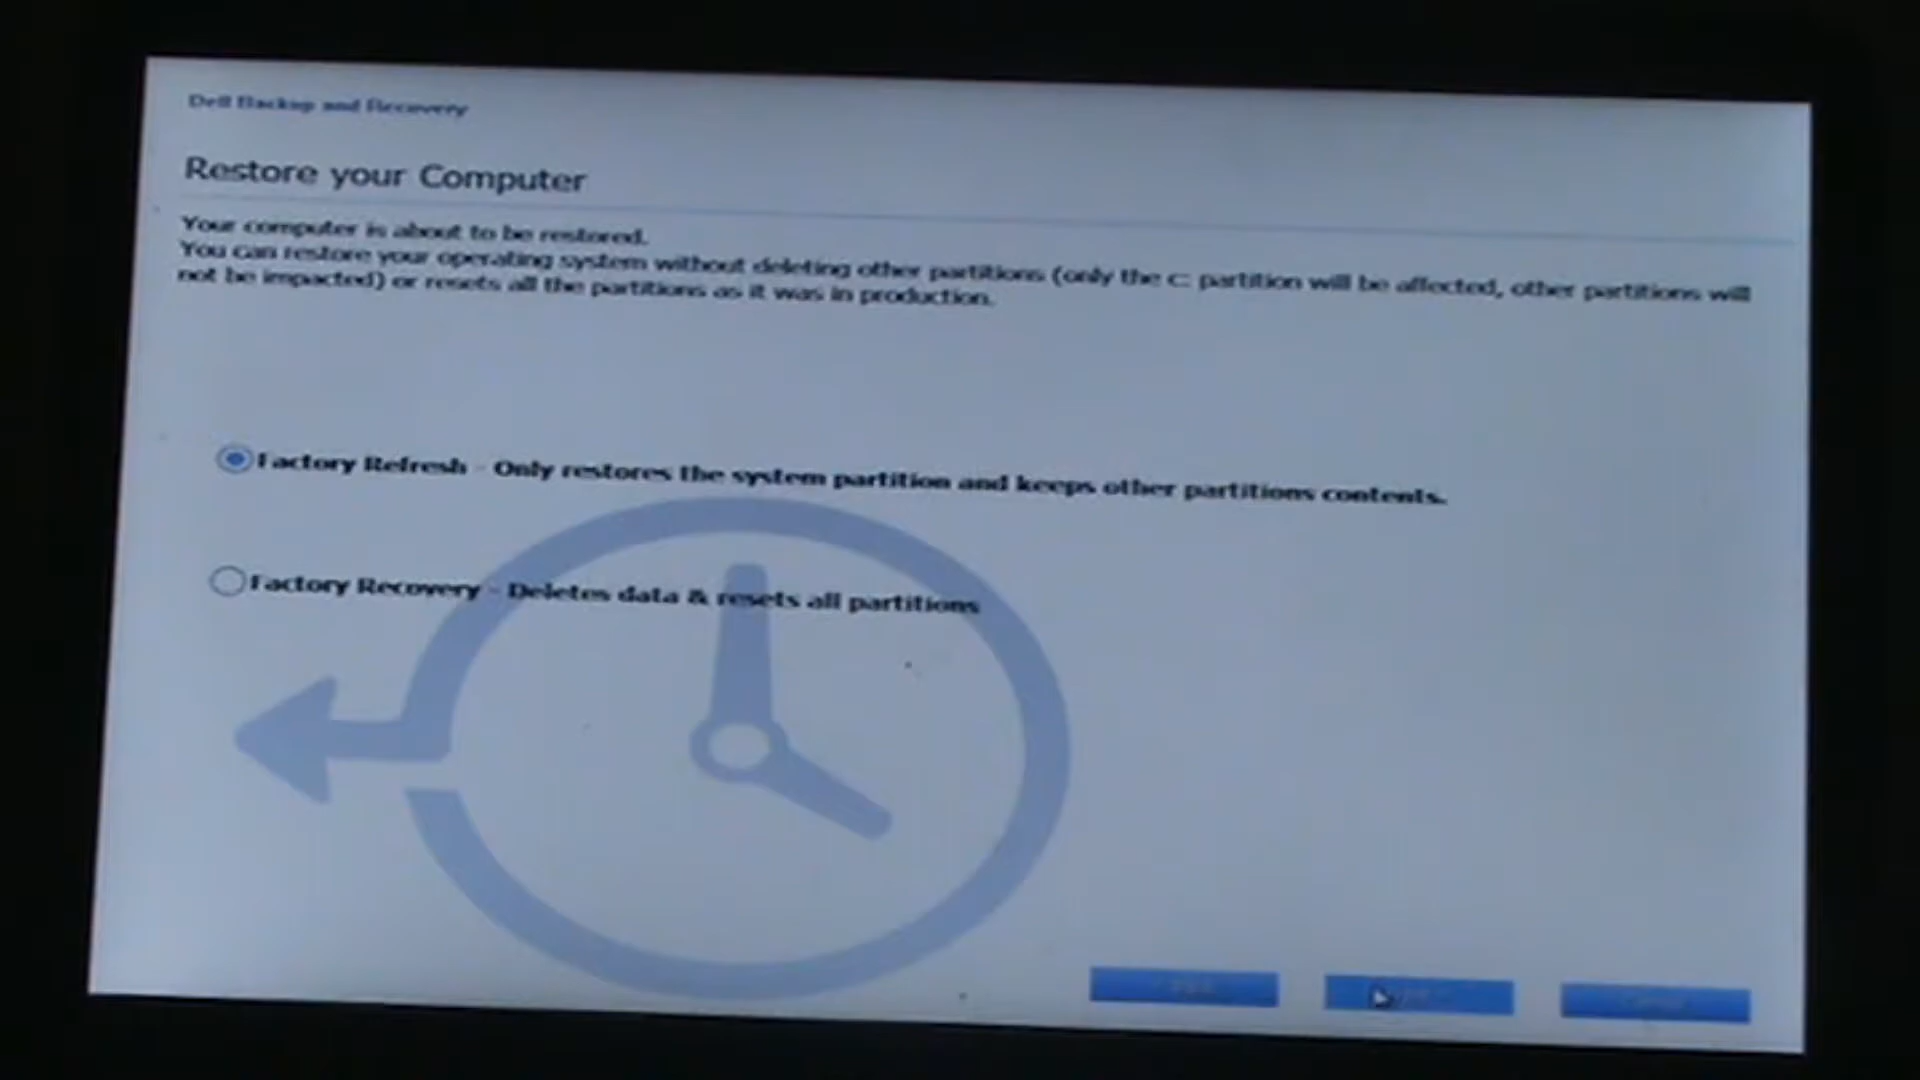 Dell Backup and Recovery
Restore your Computer
Your computer is about to be restored.
You can restore your operating system without deleting other partitions (only the c: partition will be affected, other partitions will
not be impacted) or resets all the partitions as it was in production.
Factory Refresh - Only restores the system partition and keeps other partitions contents.
Factory Recovery - Deletes data & resets all partitions